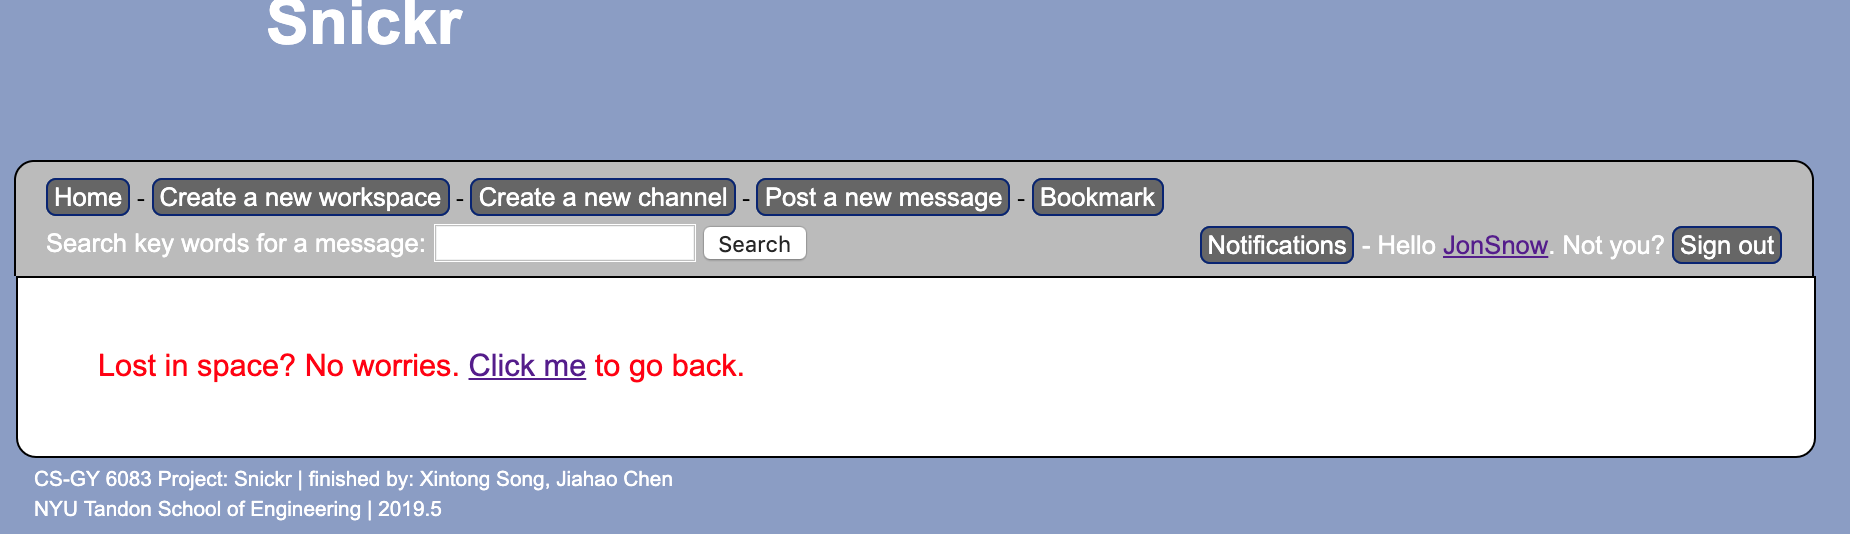 Snickr
Home - Create a new workspace - Create a new channel - Post a new message - Bookmark
Search key words for a message: Search
Notifications - Hello JonSnow. Not you? Sign out
Lost in space? No worries. Click me to go back.
CS-GY 6083 Project: Snickr | finished by: Xintong Song, Jiahao Chen
NYU Tandon School of Engineering | 2019.5